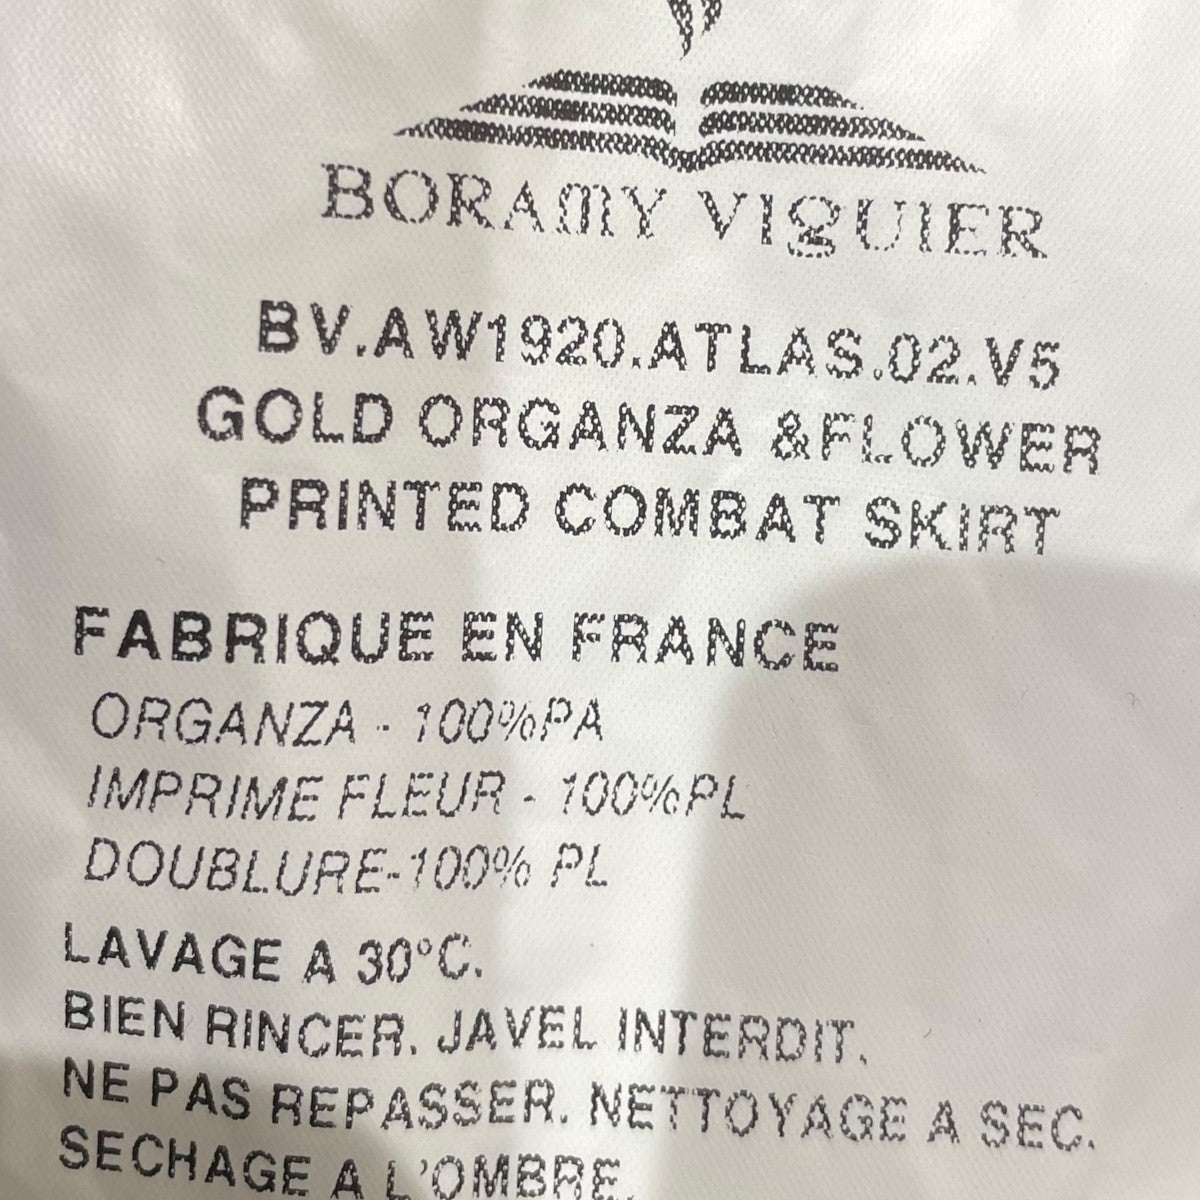 BORAMY VIGUIER
BV.AW1920.ATLAS.02.V5
GOLD ORGANZA &FLOWER
PRINTED COMBAT SKIRT
FABRIQUE EN FRANCE
ORGANZA - 100%PA
IMPRIME FLEUR - 100%PL
DOUBLURE-100% PL
LAVAGE A 30°C.
BIEN RINCER. JAVEL INTERDIT.
NE PAS REPASSER. NETTOYAGE A SEC.
SECHAGE A L'OMBRE.